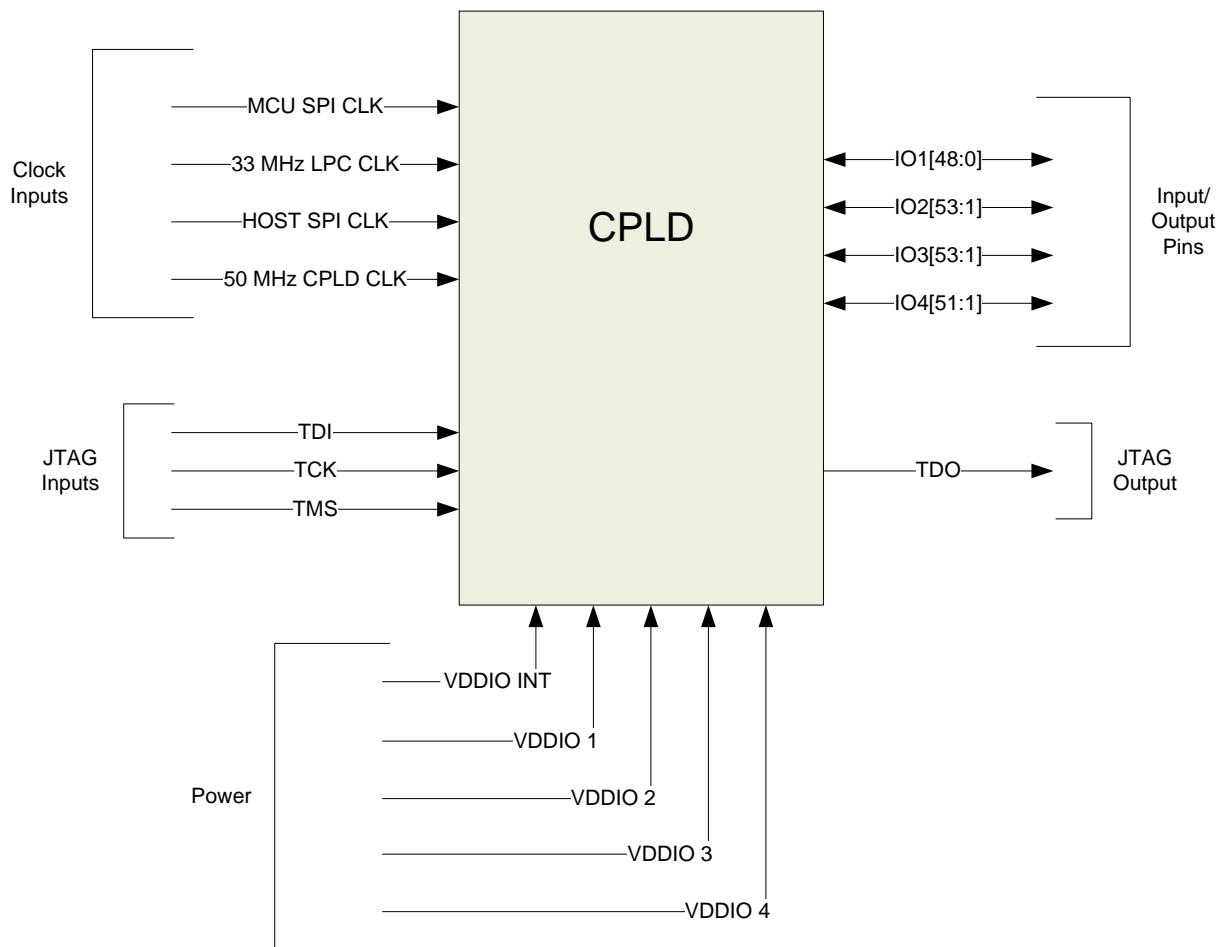 Clock
Inputs
MCU SPI CLK
33 MHz LPC CLK
HOST SPI CLK
50 MHz CPLD CLK
CPLD
IO1[48:0]
IO2[53:1]
IO3[53:1]
IO4[51:1]
Input/
Output
Pins
JTAG
Inputs
TDI
TCK
TMS
TDO
JTAG
Output
Power
VDDIO INT
VDDIO 1
VDDIO 2
VDDIO 3
VDDIO 4